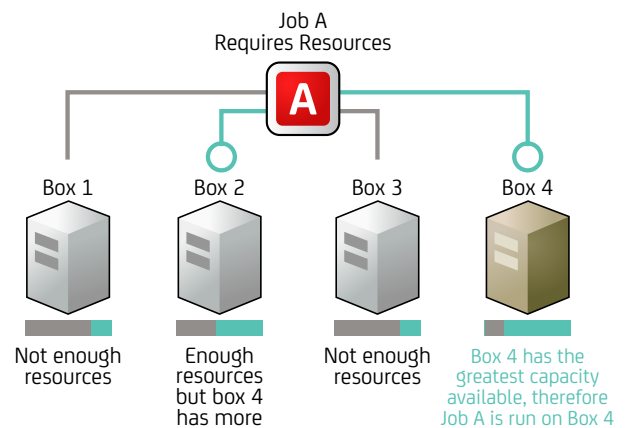 Job A
Requires Resources
A
Box 1
Box 2
Box 3
Box 4
Not enough
resources
Enough
resources
but box 4
has more
Not enough
resources
Box 4 has the
greatest capacity
available, therefore
Job A is run on Box 4